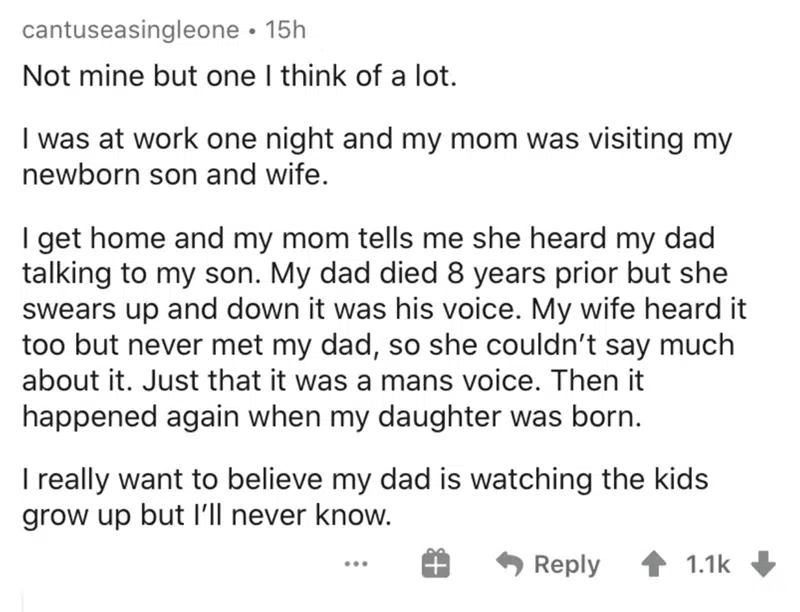 cantuseasingleone • 15h
Not mine but one I think of a lot.
I was at work one night and my mom was visiting my
newborn son and wife.
I get home and my mom tells me she heard my dad
talking to my son. My dad died 8 years prior but she
swears up and down it was his voice. My wife heard it
too but never met my dad, so she couldn’t say much
about it. Just that it was a mans voice. Then it
happened again when my daughter was born.
I really want to believe my dad is watching the kids
grow up but I’ll never know.
Reply 1.1k